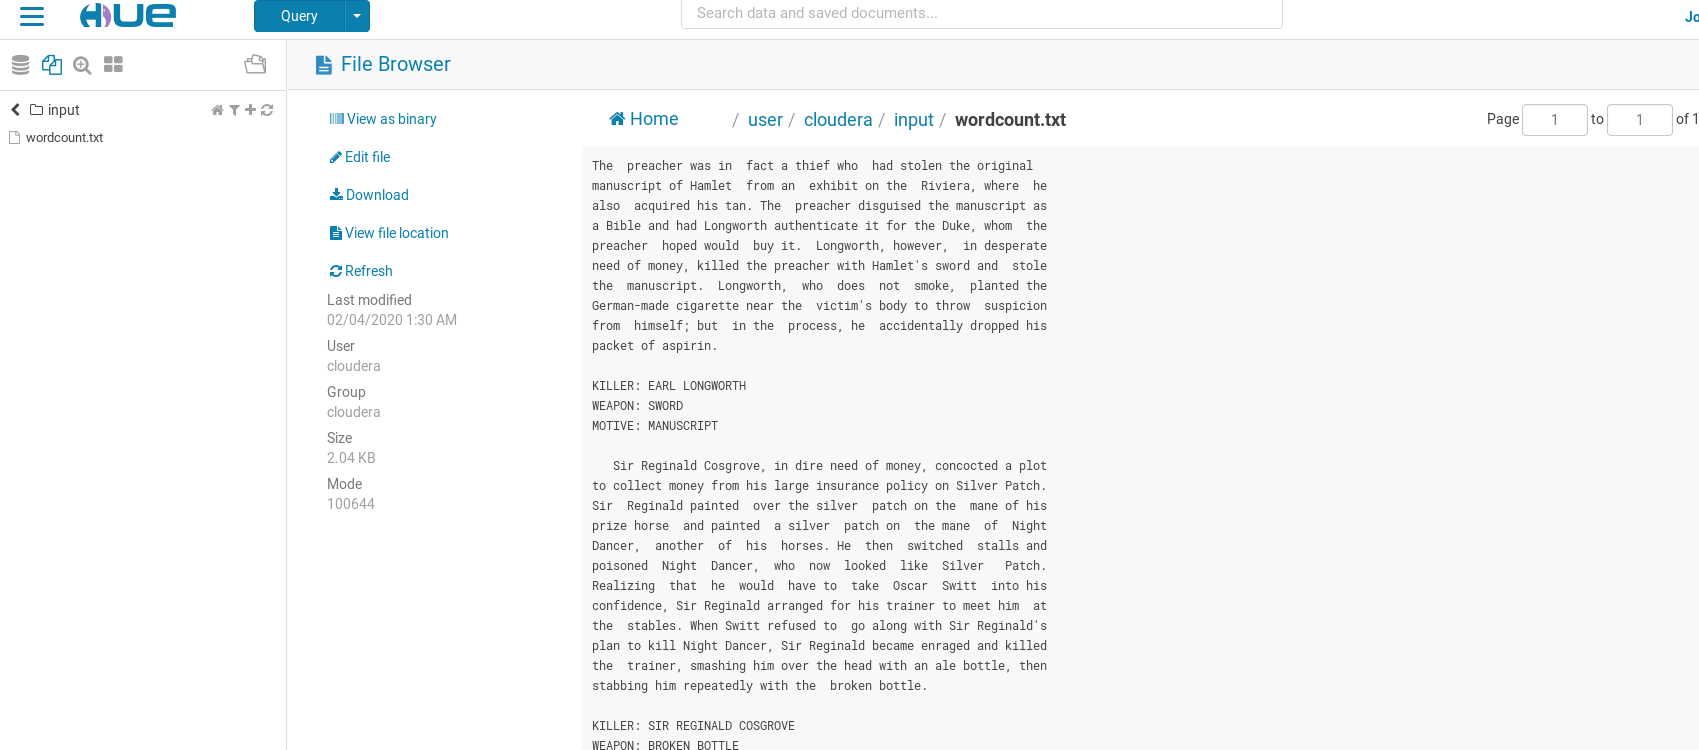 HUE
Query
Search data and saved documents...
Jo
File Browser
input
wordcount.txt
View as binary
Edit file
Download
View file location
Refresh
Last modified
02/04/2020 1:30 AM
User
cloudera
Group
cloudera
Size
2.04 KB
Mode
100644
Home / user / cloudera / input / wordcount.txt
Page 1 to 1 of 1
The  preacher was in  fact a thief who  had stolen the original
manuscript of Hamlet  from an  exhibit on the  Riviera, where  he
also  acquired his tan. The  preacher disguised the manuscript as
a Bible and had Longworth authenticate it for the Duke, whom  the
preacher  hoped would  buy it.  Longworth, however,  in desperate
need of money, killed the preacher with Hamlet's sword and  stole
the  manuscript.  Longworth,  who  does  not  smoke,  planted the
German-made cigarette near the  victim's body to throw  suspicion
from  himself; but  in the  process, he  accidentally dropped his
packet of aspirin.

KILLER: EARL LONGWORTH
WEAPON: SWORD
MOTIVE: MANUSCRIPT

   Sir Reginald Cosgrove, in dire need of money, concocted a plot
to collect money from his large insurance policy on Silver Patch.
Sir  Reginald painted  over the silver  patch on the  mane of his
prize horse  and painted  a silver  patch on  the mane  of  Night
Dancer,  another  of  his  horses. He  then  switched  stalls and
poisoned  Night  Dancer,  who  now  looked  like  Silver   Patch.
Realizing  that  he  would  have to  take  Oscar  Switt  into his
confidence, Sir Reginald arranged for his trainer to meet him  at
the  stables. When Switt refused to  go along with Sir Reginald's
plan to kill Night Dancer, Sir Reginald became enraged and killed
the  trainer, smashing him over the head with an ale bottle, then
stabbing him repeatedly with the  broken bottle.

KILLER: SIR REGINALD COSGROVE
WEAPON: BROKEN BOTTLE